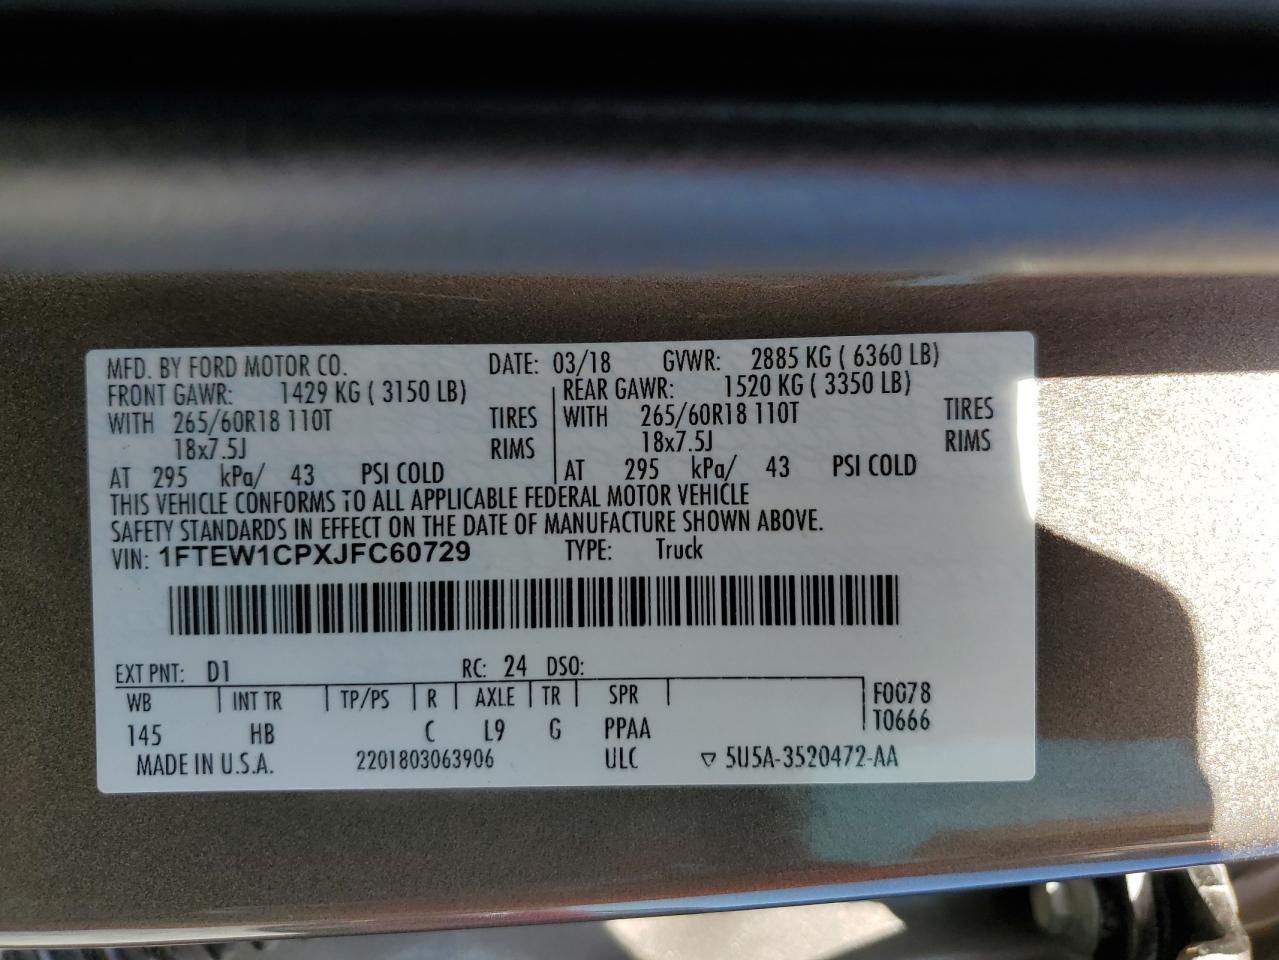 MFD. BY FORD MOTOR CO. DATE: 03/18 GVWR: 2885 KG ( 6360 LB)
FRONT GAWR: 1429 KG ( 3150 LB) REAR GAWR: 1520 KG ( 3350 LB)
WITH 265/60R18 110T TIRES WITH 265/60R18 110T TIRES
18x7.5J RIMS 18x7.5J RIMS
AT 295 kPa/ 43 PSI COLD AT 295 kPa/ 43 PSI COLD
THIS VEHICLE CONFORMS TO ALL APPLICABLE FEDERAL MOTOR VEHICLE
SAFETY STANDARDS IN EFFECT ON THE DATE OF MANUFACTURE SHOWN ABOVE.
VIN: 1FTEW1CPXJFC60729 TYPE: Truck
EXT PNT: D1 RC: 24 DSO:
WB INT TR TP/PS R AXLE TR SPR F0078
145 HB C L9 G PPAA T0666
MADE IN U.S.A. 2201803063906 ULC ▽ 5U5A-3520472-AA